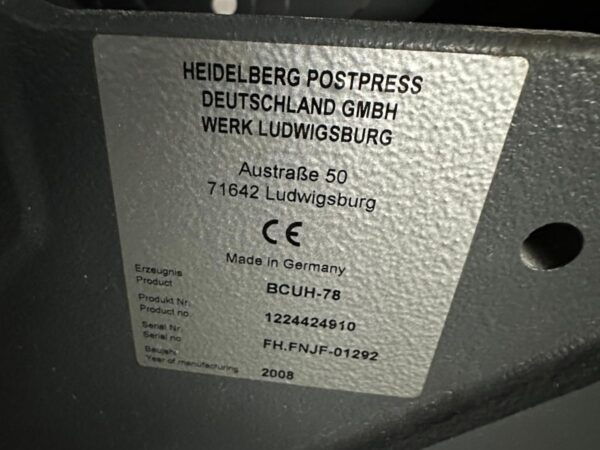 HEIDELBERG POSTPRESS
DEUTSCHLAND GMBH
WERK LUDWIGSBURG
Austraße 50
71642 Ludwigsburg
CE
Made in Germany
Erzeugnis
Product
BCUH-78
Produkt Nr.
Product no.
1224424910
Serial Nr.
Serial no
FH.FNJF-01292
Baujahr
Year of manufacturing
2008